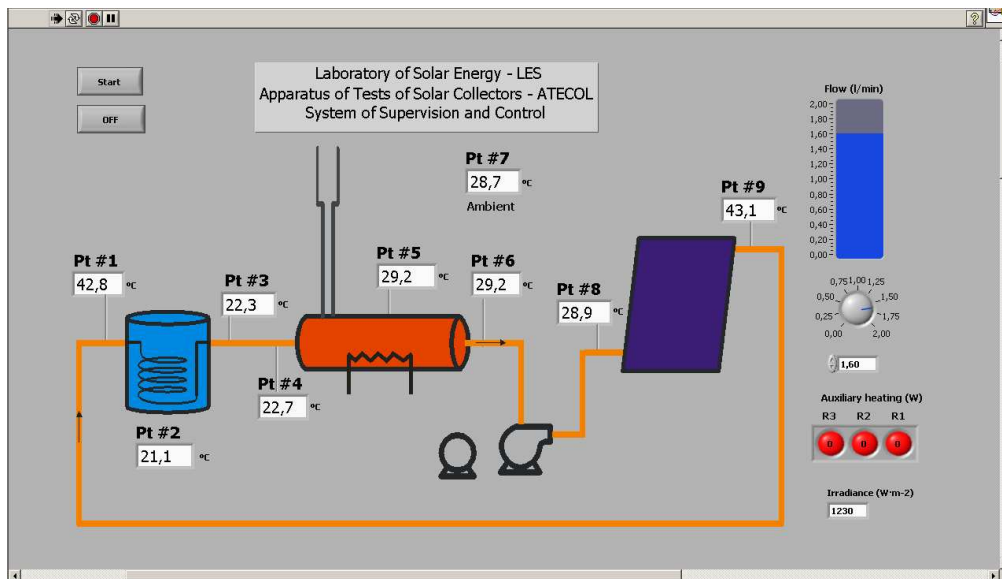 Start
OFF
Laboratory of Solar Energy - LES
Apparatus of Tests of Solar Collectors - ATECOL
System of Supervision and Control
Pt #7
28,7 ºC
Ambient
Pt #9
43,1 ºC
Pt #1
42,8 ºC
Pt #3
22,3 ºC
Pt #5
29,2 ºC
Pt #6
29,2 ºC
Pt #8
28,9 ºC
Pt #4
22,7 ºC
Pt #2
21,1 ºC
Flow (l/min)
2,00
1,80
1,60
1,40
1,20
1,00
0,80
0,60
0,40
0,20
0,00
0,75 1,00 1,25
0,50 1,50
0,25 1,75
0,00 2,00
1,60
Auxiliary heating (W)
R3 R2 R1
0 0 0
Irradiance (W·m-2)
1230
?